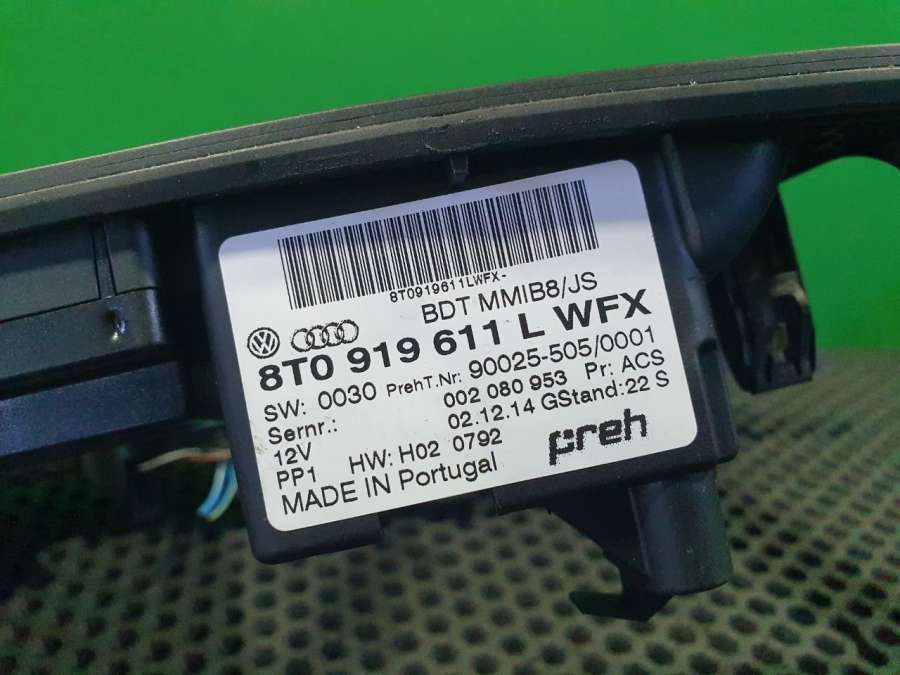 8T0919611LWFX-
BDT MMIB8/JS
8T0 919 611 L WFX
SW: 0030 PrehT.Nr: 90025-505/0001
Sernr.: 002 080 953 Pr: ACS
12V 02.12.14 GStand:22 S
PP1 HW: H02 0792
MADE IN Portugal preh